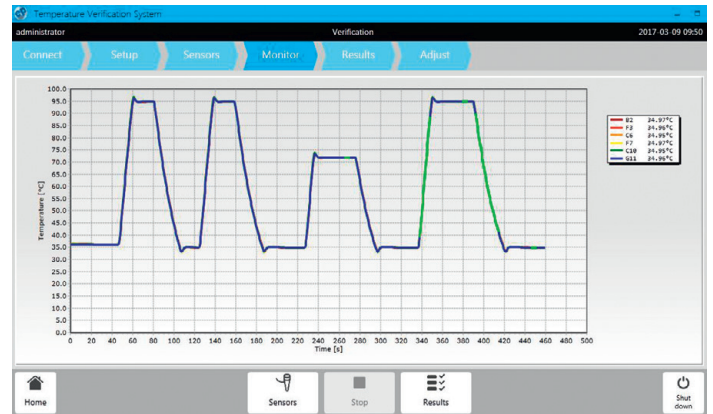 Temperature Verification System
administrator Verification 2017-03-09 09:50
Connect Setup Sensors Monitor Results Adjust
100.0
95.0
90.0
85.0
80.0
75.0
70.0
65.0
60.0
55.0
50.0
45.0
40.0
35.0
30.0
25.0
20.0
15.0
10.0
5.0
0.0
Temperature [°C]
0 20 40 60 80 100 120 140 160 180 200 220 240 260 280 300 320 340 360 380 400 420 440 460 480 500
Time [s]
B2 34.97°C
F3 34.96°C
C6 34.95°C
F7 34.97°C
C10 34.95°C
G11 34.96°C
Home Sensors Stop Results Shut down